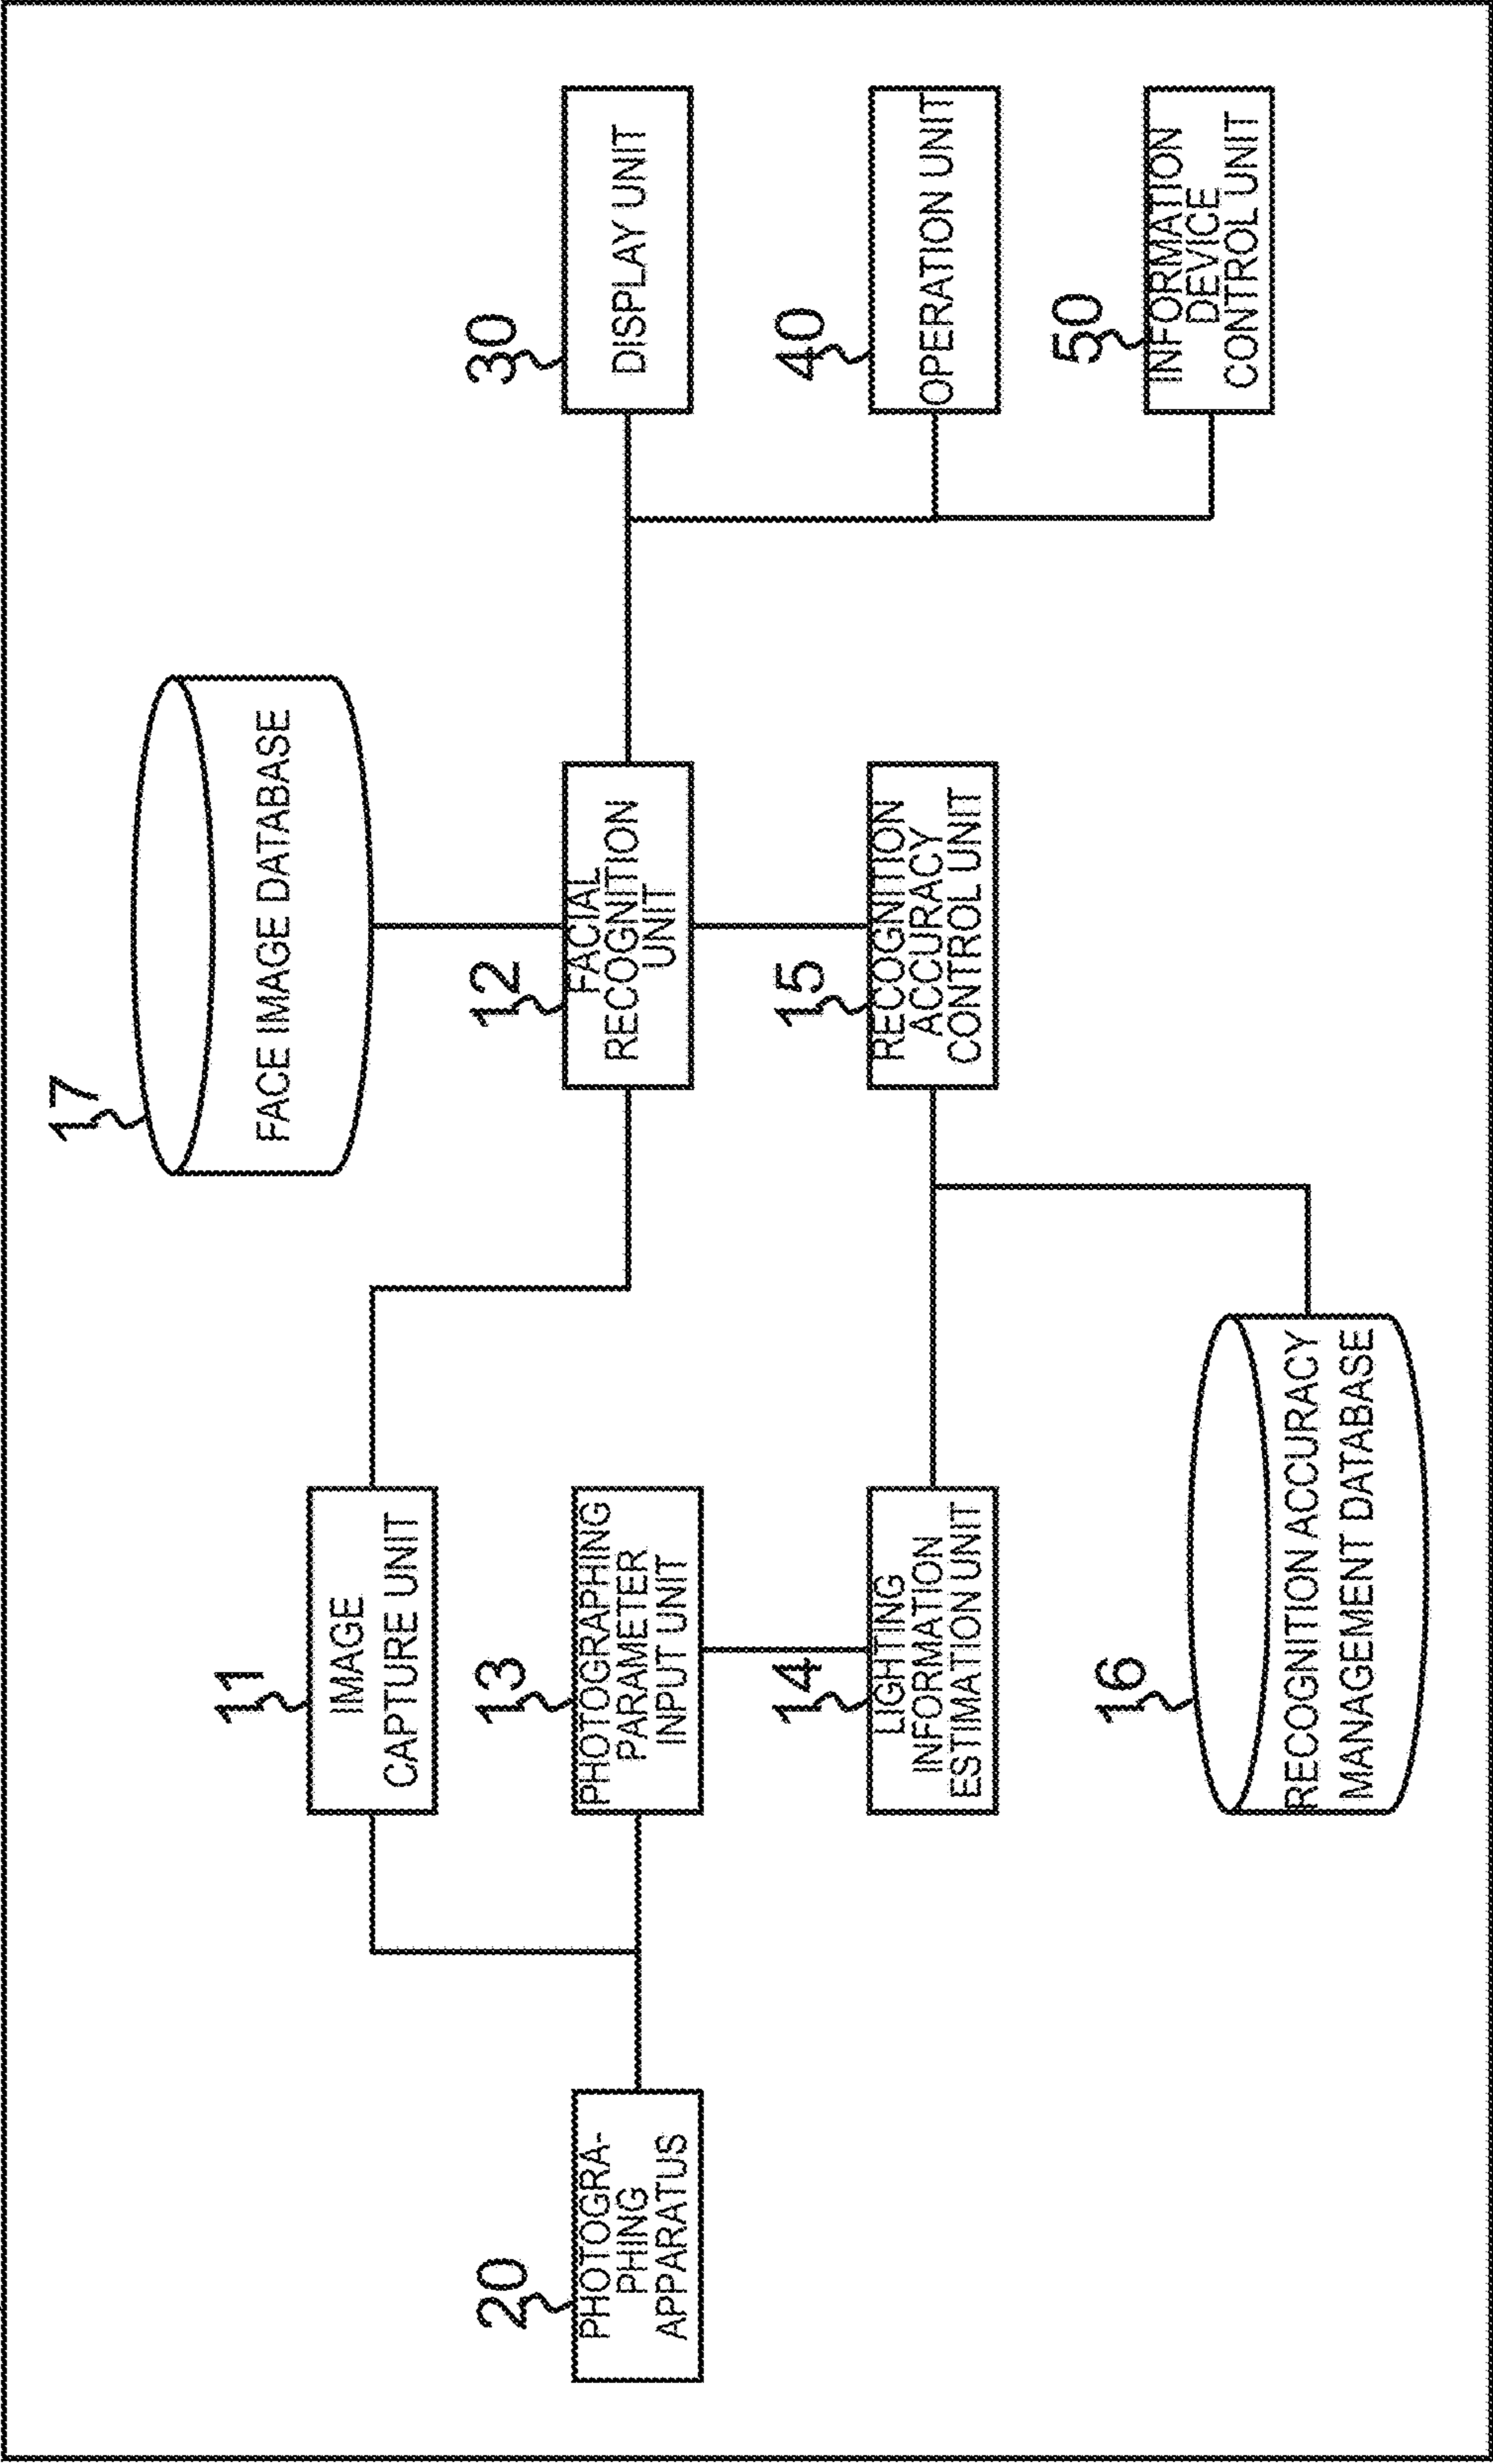 17
FACE IMAGE DATABASE
11
IMAGE
CAPTURE UNIT
20
PHOTOGRA-
PHING
APPARATUS
13
PHOTOGRAPHING
PARAMETER
INPUT UNIT
12
FACIAL
RECOGNITION
UNIT
30
DISPLAY UNIT
14
LIGHTING
INFORMATION
ESTIMATION UNIT
15
RECOGNITION
ACCURACY
CONTROL UNIT
40
OPERATION UNIT
16
RECOGNITION ACCURACY
MANAGEMENT DATABASE
50
INFORMATION
DEVICE
CONTROL UNIT